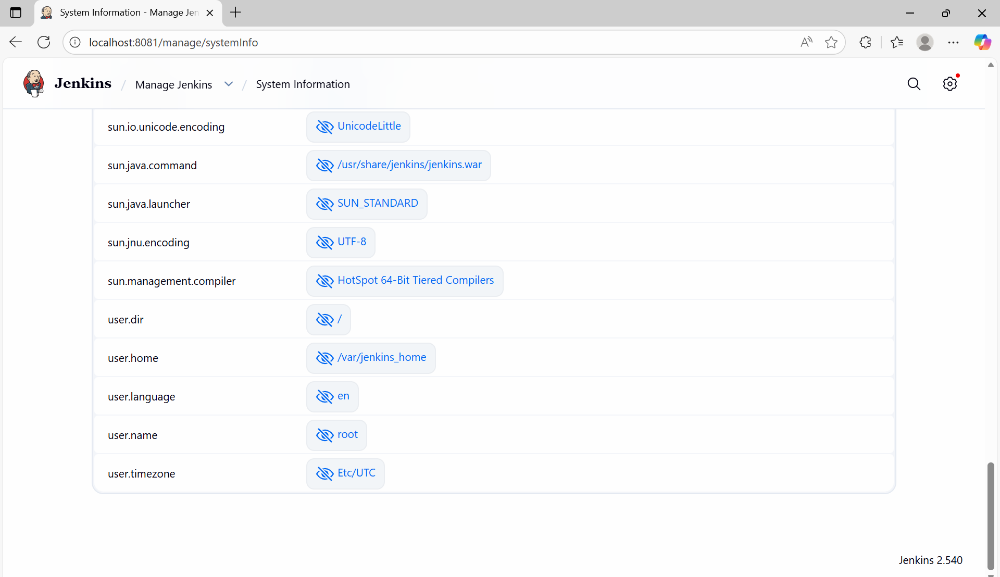 System Information - Manage Jen
localhost:8081/manage/systemInfo
Jenkins / Manage Jenkins / System Information
sun.io.unicode.encoding UnicodeLittle
sun.java.command /usr/share/jenkins/jenkins.war
sun.java.launcher SUN_STANDARD
sun.jnu.encoding UTF-8
sun.management.compiler HotSpot 64-Bit Tiered Compilers
user.dir /
user.home /var/jenkins_home
user.language en
user.name root
user.timezone Etc/UTC
Jenkins 2.540